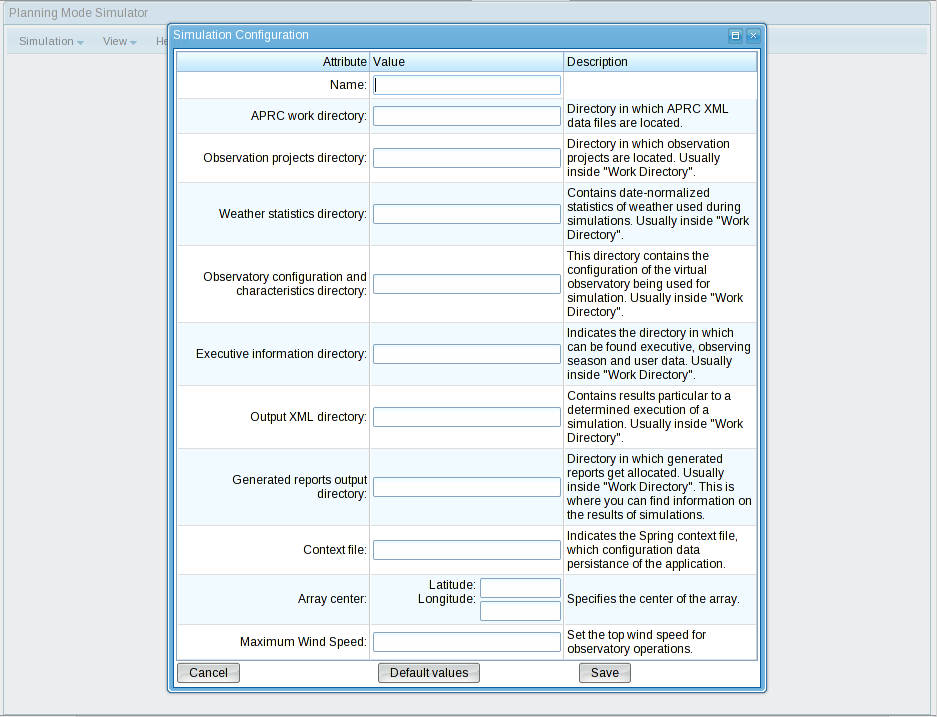 Planning Mode Simulator
Simulation View He
Simulation Configuration
Attribute Value Description
Name:
APRC work directory:
Directory in which APRC XML
data files are located.
Observation projects directory:
Directory in which observation
projects are located. Usually
inside "Work Directory".
Weather statistics directory:
Contains date-normalized
statistics of weather used during
simulations. Usually inside "Work
Directory".
Observatory configuration and
characteristics directory:
This directory contains the
configuration of the virtual
observatory being used for
simulation. Usually inside "Work
Directory".
Executive information directory:
Indicates the directory in which
can be found executive, observing
season and user data. Usually
inside "Work Directory".
Output XML directory:
Contains results particular to a
determined execution of a
simulation. Usually inside "Work
Directory".
Generated reports output
directory:
Directory in which generated
reports get allocated. Usually
inside "Work Directory". This is
where you can find information on
the results of simulations.
Context file:
Indicates the Spring context file,
which configuration data
persistance of the application.
Array center:
Latitude:
Longitude:
Specifies the center of the array.
Maximum Wind Speed:
Set the top wind speed for
observatory operations.
Cancel Default values Save